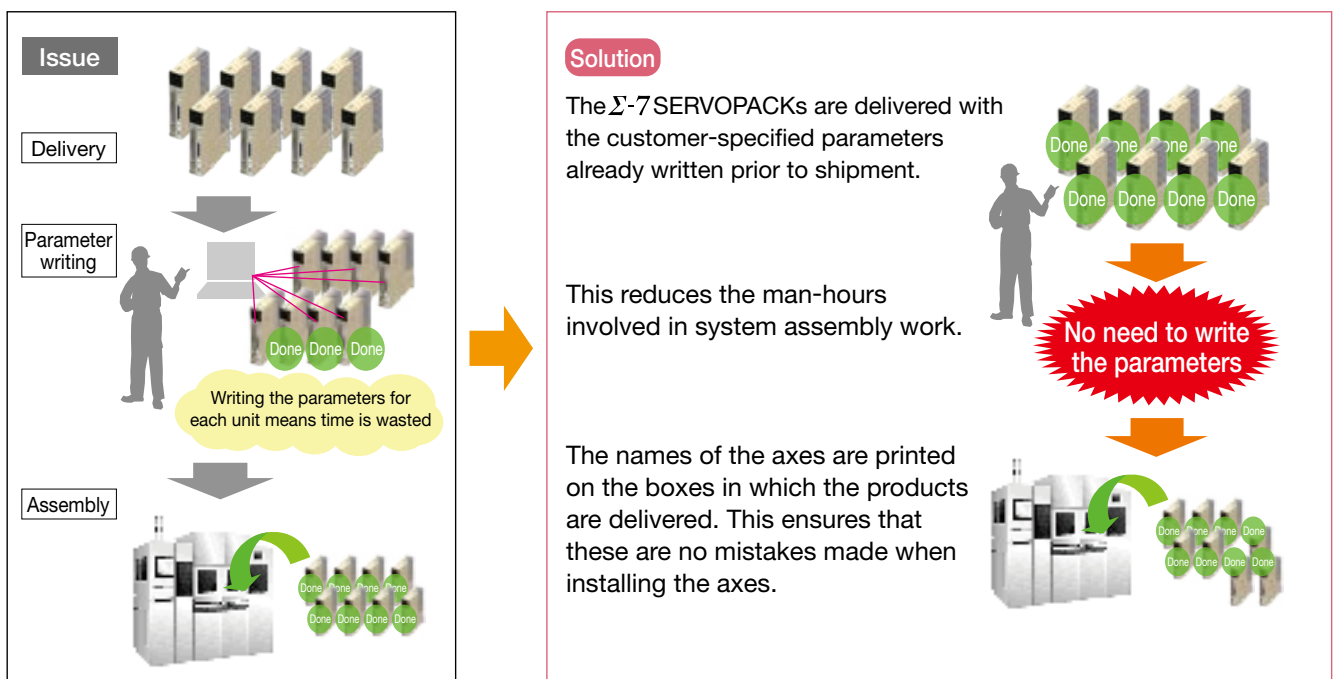 Issue
Delivery
Parameter
writing
Done Done Done
Writing the parameters for
each unit means time is wasted
Assembly
Done Done Done Done
Done Done Done Done
Solution
The Σ-7 SERVOPACKs are delivered with
the customer-specified parameters
already written prior to shipment.
Done Done Done Done
Done Done Done Done
This reduces the man-hours
involved in system assembly work.
No need to write
the parameters
The names of the axes are printed
on the boxes in which the products
are delivered. This ensures that
these are no mistakes made when
installing the axes.
Done Done Done Done
Done Done Done Done